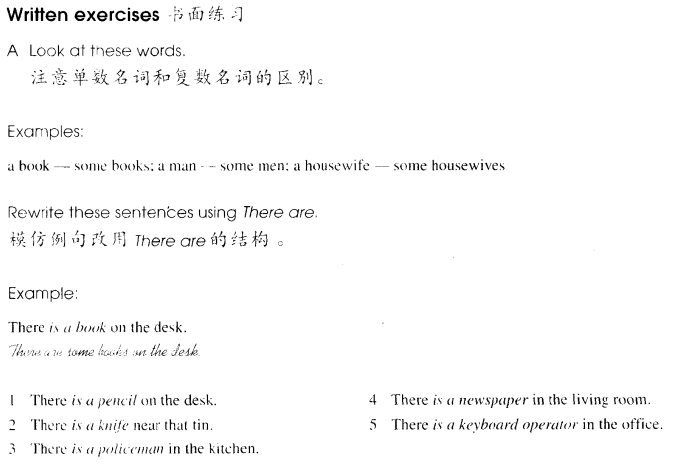 Written exercises 书面练习
A Look at these words.
注意单数名词和复数名词的区别。
Examples:
a book — some books; a man — some men; a housewife — some housewives
Rewrite these sentences using There are.
模仿例句改用 There are 的结构 。
Example:
There is a book on the desk.
There are some books on the desk.
1 There is a pencil on the desk.
2 There is a knife near that tin.
3 There is a policeman in the kitchen.
4 There is a newspaper in the living room.
5 There is a keyboard operator in the office.